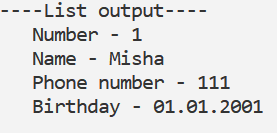 ----List output----
Number - 1
Name - Misha
Phone number - 111
Birthday - 01.01.2001